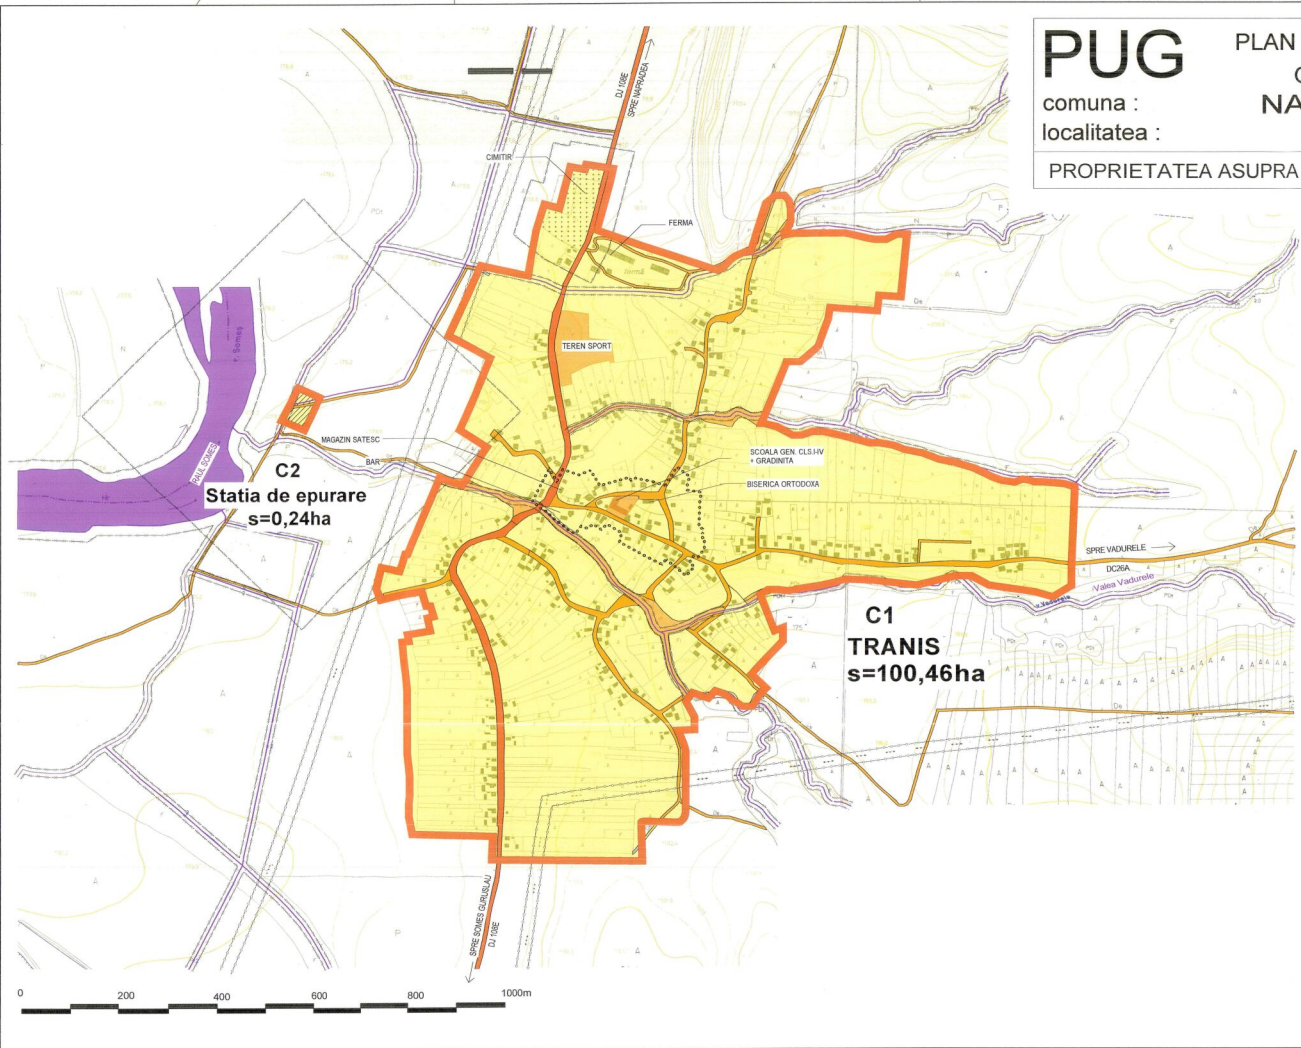 PUG
PLAN
comuna :
NA
localitatea :
PROPRIETATEA ASUPRA
DJ 108E
SPRE NAPRADEA
CIMITIR
FERMA
fermă
TEREN SPORT
r. Someș
RAUL SOMES
MAGAZIN SATESC
BAR
C2
Statia de epurare
s=0,24ha
SCOALA GEN. CLS.I-IV
+ GRADINITA
BISERICA ORTODOXA
SPRE VADURELE
DC26A
Valea Vadurele
C1
TRANIS
s=100,46ha
SPRE SOMES GURUSLAU
DJ 108E
0 200 400 600 800 1000m